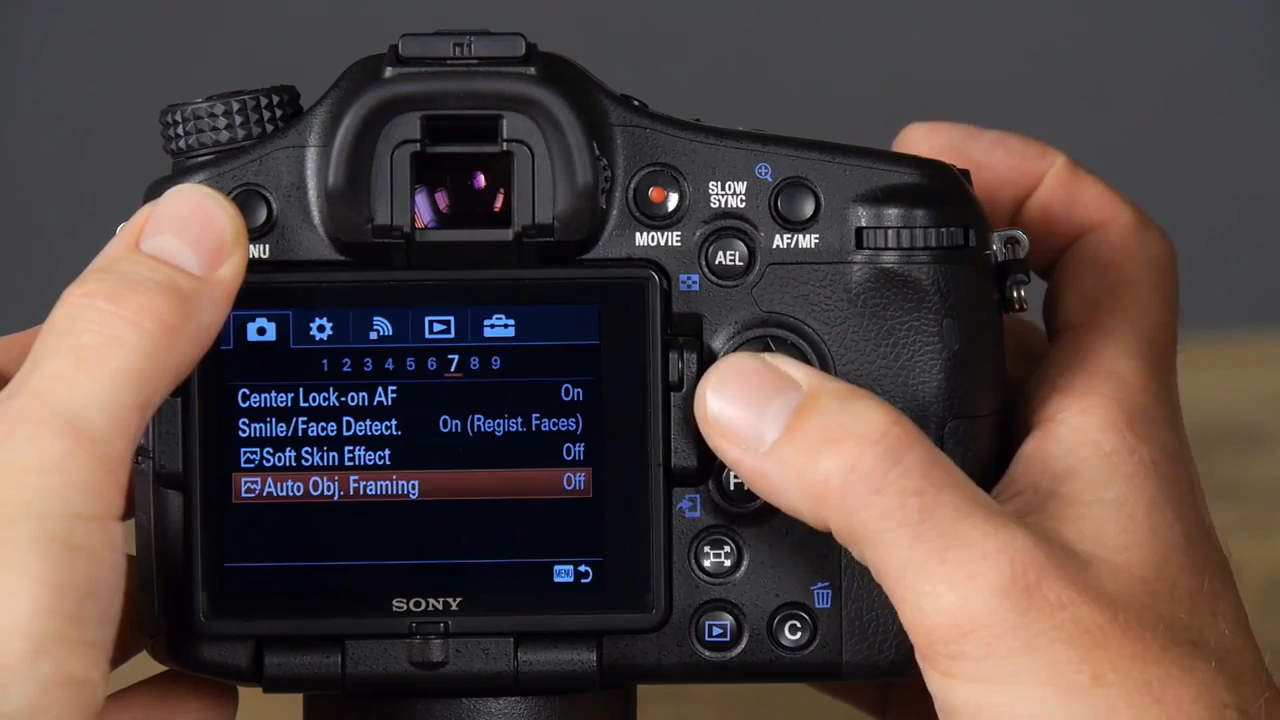 NU
SLOW
SYNC
MOVIE
AF/MF
AEL
1 2 3 4 5 6 7 8 9
Center Lock-on AF On
Smile/Face Detect. On (Regist. Faces)
Soft Skin Effect Off
Auto Obj. Framing Off
MENU
SONY
C